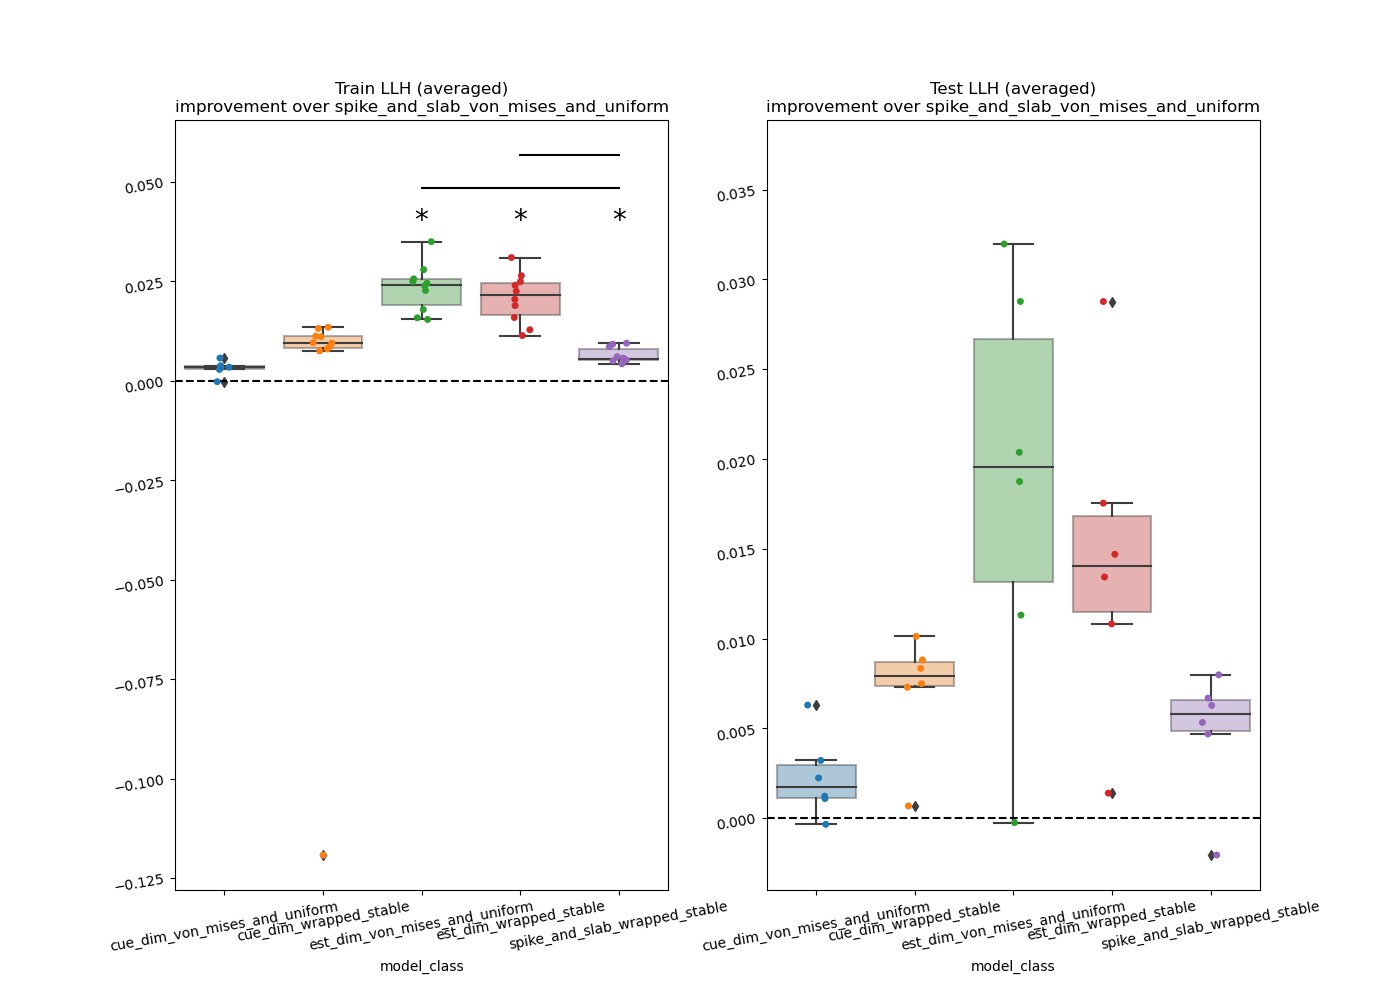 Train LLH (averaged)
improvement over spike_and_slab_von_mises_and_uniform
0.050
0.025
0.000
−0.025
−0.050
−0.075
−0.100
−0.125
*
*
*
cue_dim_von_mises_and_uniform
cue_dim_wrapped_stable
est_dim_von_mises_and_uniform
est_dim_wrapped_stable
spike_and_slab_wrapped_stable
model_class
Test LLH (averaged)
improvement over spike_and_slab_von_mises_and_uniform
0.035
0.030
0.025
0.020
0.015
0.010
0.005
0.000
cue_dim_von_mises_and_uniform
cue_dim_wrapped_stable
est_dim_von_mises_and_uniform
est_dim_wrapped_stable
spike_and_slab_wrapped_stable
model_class